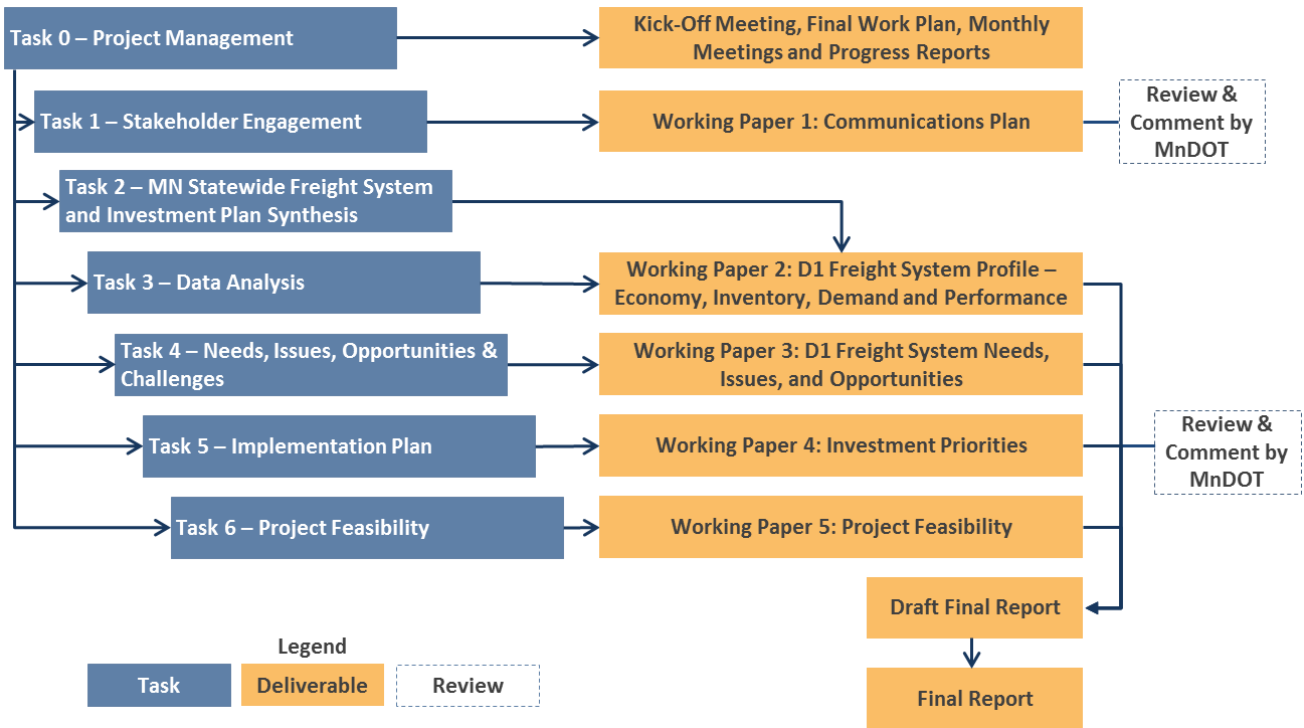 Task 0 – Project Management
Kick-Off Meeting, Final Work Plan, Monthly
Meetings and Progress Reports
Task 1 – Stakeholder Engagement
Working Paper 1: Communications Plan
Review &
Comment by
MnDOT
Task 2 – MN Statewide Freight System
and Investment Plan Synthesis
Task 3 – Data Analysis
Working Paper 2: D1 Freight System Profile –
Economy, Inventory, Demand and Performance
Task 4 – Needs, Issues, Opportunities &
Challenges
Working Paper 3: D1 Freight System Needs,
Issues, and Opportunities
Task 5 – Implementation Plan
Working Paper 4: Investment Priorities
Review &
Comment by
MnDOT
Task 6 – Project Feasibility
Working Paper 5: Project Feasibility
Draft Final Report
Final Report
Legend
Task
Deliverable
Review